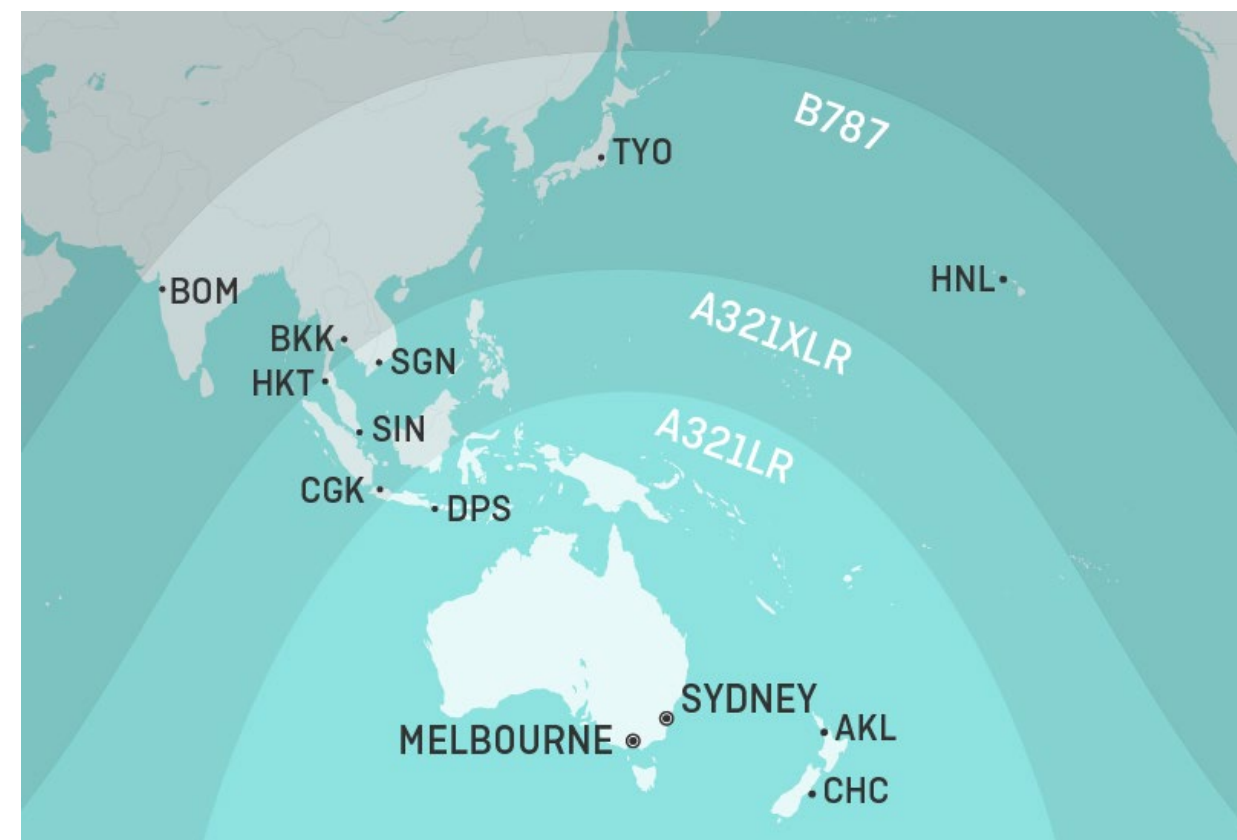 B787
TYO
BOM
HNL
A321XLR
BKK
SGN
HKT
SIN
A321LR
CGK
DPS
SYDNEY
MELBOURNE
AKL
CHC